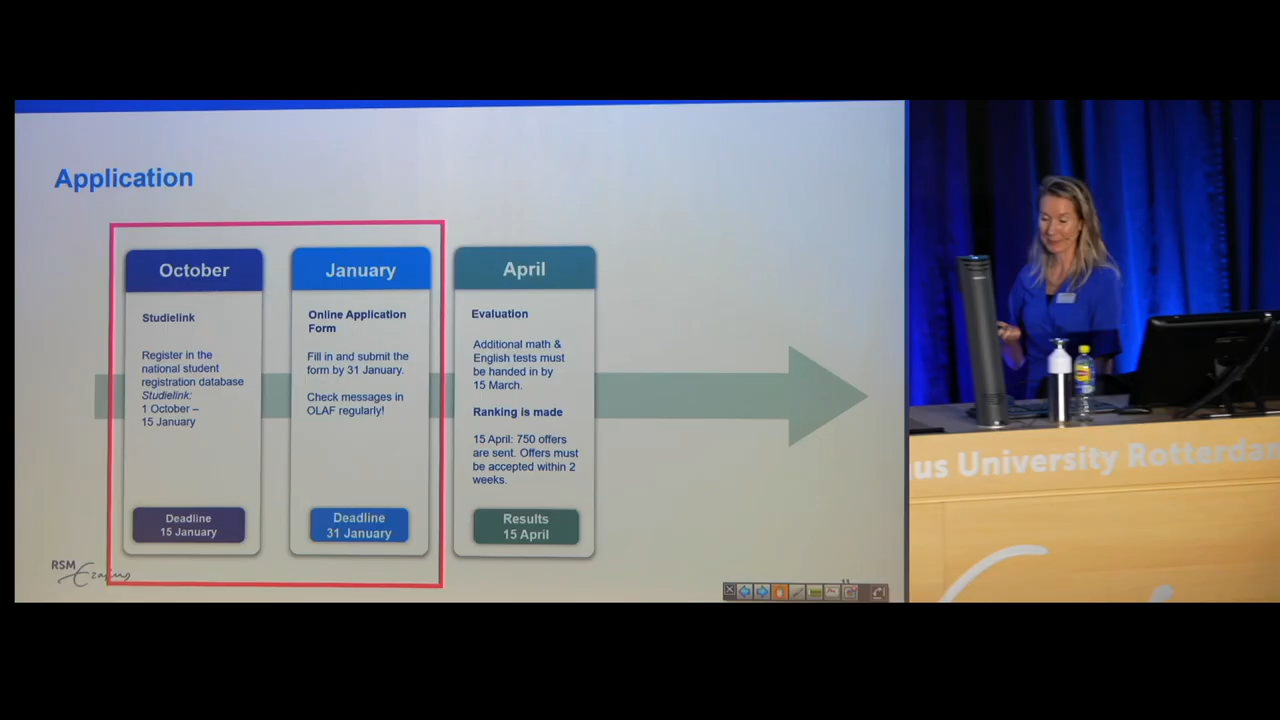 Application
October
Studielink
Register in the
national student
registration database
Studielink:
1 October –
15 January
Deadline
15 January
January
Online Application
Form
Fill in and submit the
form by 31 January.
Check messages in
OLAF regularly!
Deadline
31 January
April
Evaluation
Additional math &
English tests must
be handed in by
15 March.
Ranking is made
15 April: 750 offers
are sent. Offers must
be accepted within 2
weeks.
Results
15 April
RSM
Erasmus
us University Rotterdam